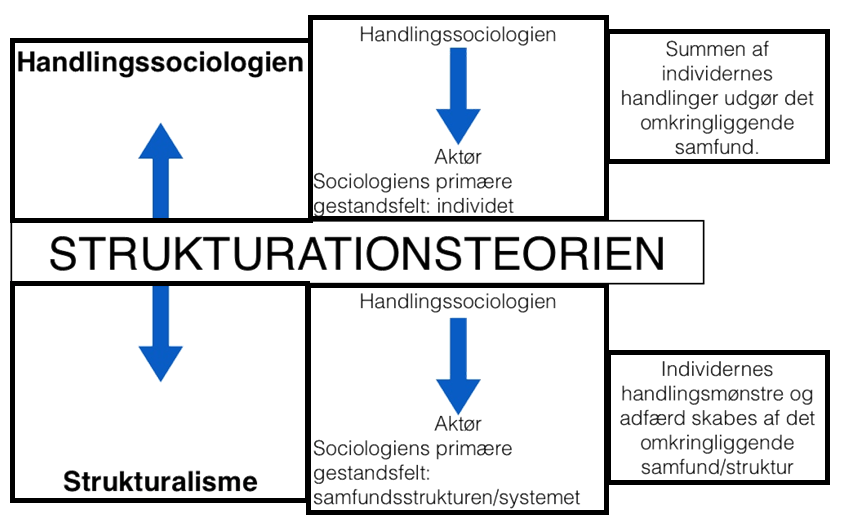 Handlingssociologien
Handlingssociologien
Aktør
Sociologiens primære
gestandsfelt: individet
Summen af
individernes
handlinger udgør det
omkringliggende
samfund.
STRUKTURATIONSTEORIEN
Strukturalisme
Handlingssociologien
Aktør
Sociologiens primære
gestandsfelt:
samfundsstrukturen/systemet
Individernes
handlingsmønstre og
adfærd skabes af det
omkringliggende
samfund/struktur